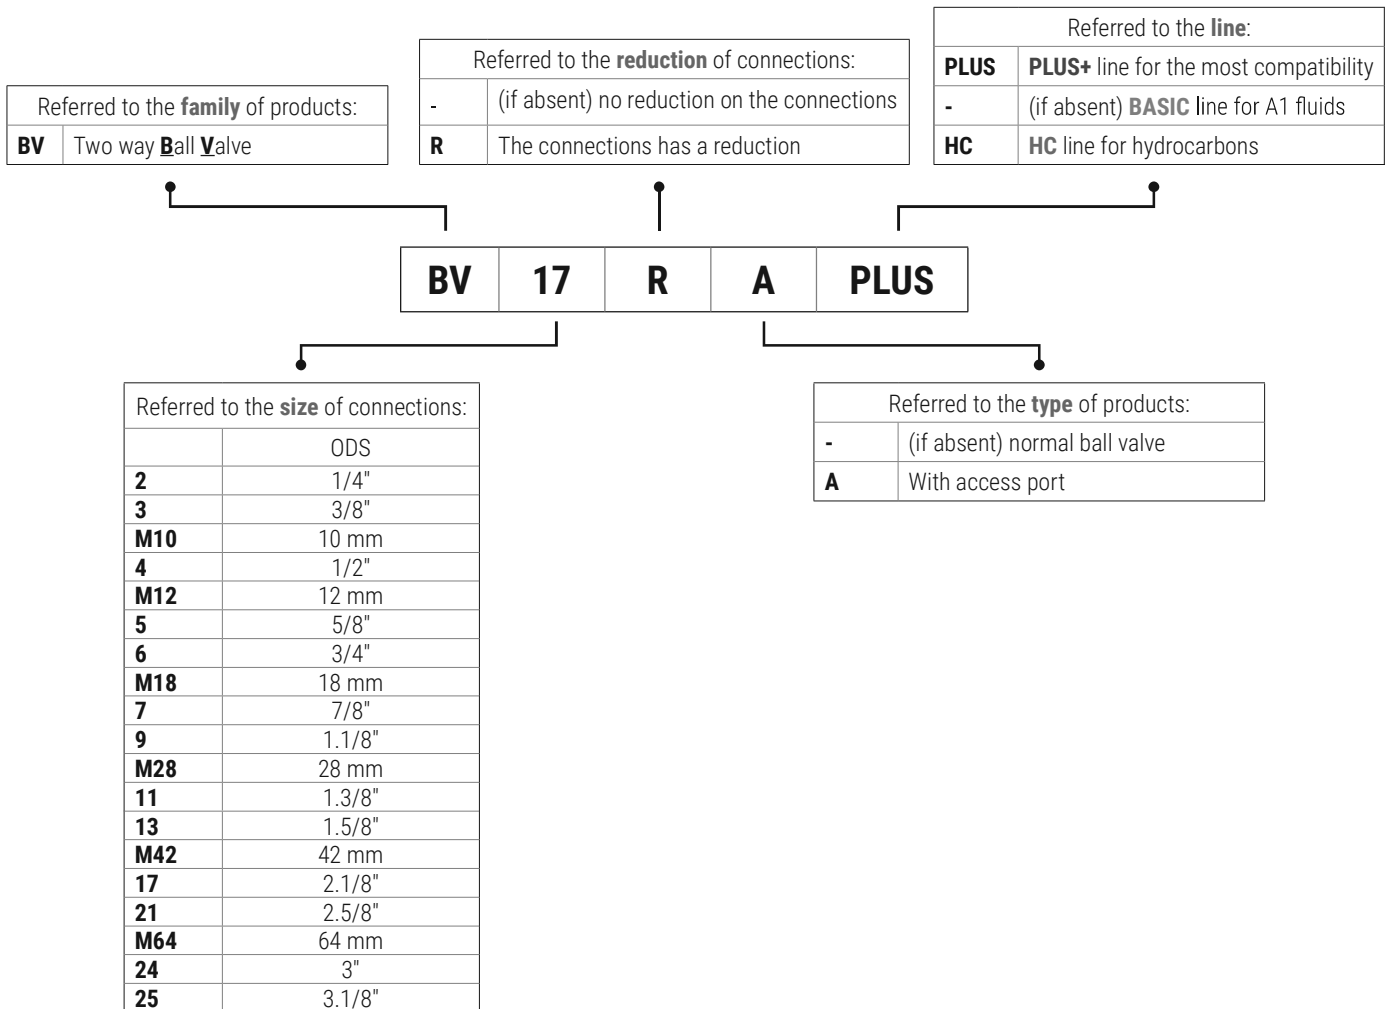 Referred to the line:
PLUS PLUS+ line for the most compatibility
- (if absent) BASIC line for A1 fluids
HC HC line for hydrocarbons
Referred to the reduction of connections:
- (if absent) no reduction on the connections
R The connections has a reduction
Referred to the family of products:
BV Two way Ball Valve
BV 17 R A PLUS
Referred to the size of connections:
ODS
2 1/4"
3 3/8"
M10 10 mm
4 1/2"
M12 12 mm
5 5/8"
6 3/4"
M18 18 mm
7 7/8"
9 1.1/8"
M28 28 mm
11 1.3/8"
13 1.5/8"
M42 42 mm
17 2.1/8"
21 2.5/8"
M64 64 mm
24 3"
25 3.1/8"
Referred to the type of products:
- (if absent) normal ball valve
A With access port